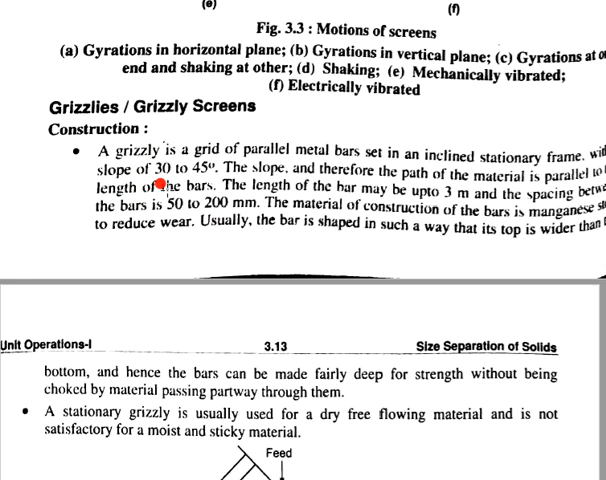 (e)
(f)
Fig. 3.3 : Motions of screens
(a) Gyrations in horizontal plane; (b) Gyrations in vertical plane; (c) Gyrations at
end and shaking at other; (d) Shaking; (e) Mechanically vibrated;
(f) Electrically vibrated
Grizzlies / Grizzly Screens
Construction :
• A grizzly is a grid of parallel metal bars set in an inclined stationary frame, wit
slope of 30 to 45º. The slope, and therefore the path of the material is parallel to
length of he bars. The length of the bar may be upto 3 m and the spacing betw
the bars is 50 to 200 mm. The material of construction of the bars is manganese
to reduce wear. Usually, the bar is shaped in such a way that its top is wider than
Unit Operations-I
3.13
Size Separation of Solids
bottom, and hence the bars can be made fairly deep for strength without being
choked by material passing partway through them.
• A stationary grizzly is usually used for a dry free flowing material and is not
satisfactory for a moist and sticky material.
Feed